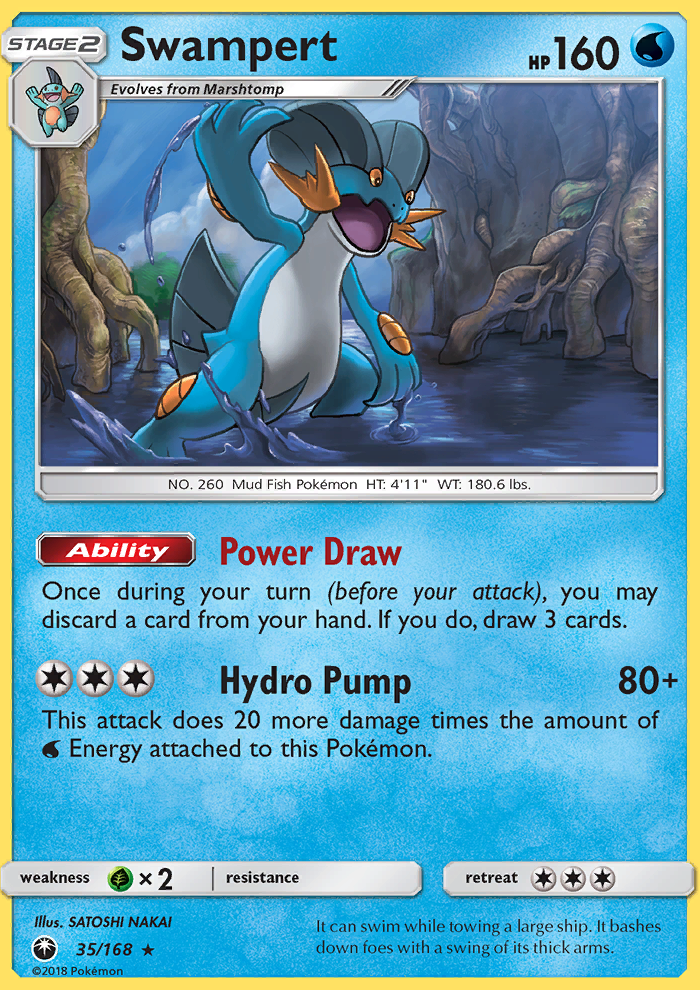 STAGE 2
Swampert
HP 160
Evolves from Marshtomp
NO. 260 Mud Fish Pokémon HT: 4'11" WT: 180.6 lbs.
Ability Power Draw
Once during your turn (before your attack), you may
discard a card from your hand. If you do, draw 3 cards.
Hydro Pump 80+
This attack does 20 more damage times the amount of
Energy attached to this Pokémon.
weakness ×2 resistance retreat
Illus. SATOSHI NAKAI
35/168 ★
©2018 Pokémon
It can swim while towing a large ship. It bashes
down foes with a swing of its thick arms.